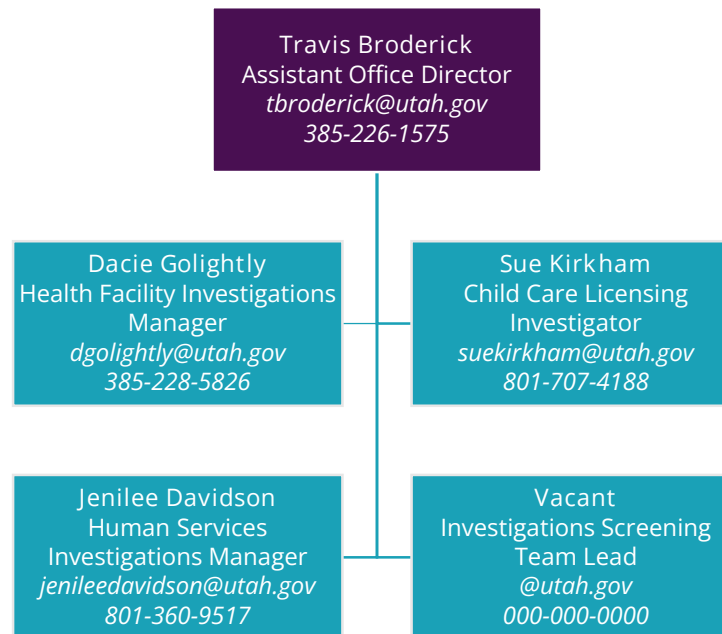 Travis Broderick
Assistant Office Director
tbroderick@utah.gov
385-226-1575
Dacie Golightly
Health Facility Investigations
Manager
dgolightly@utah.gov
385-228-5826
Sue Kirkham
Child Care Licensing
Investigator
suekirkham@utah.gov
801-707-4188
Jenilee Davidson
Human Services
Investigations Manager
jenileedavidson@utah.gov
801-360-9517
Vacant
Investigations Screening
Team Lead
@utah.gov
000-000-0000